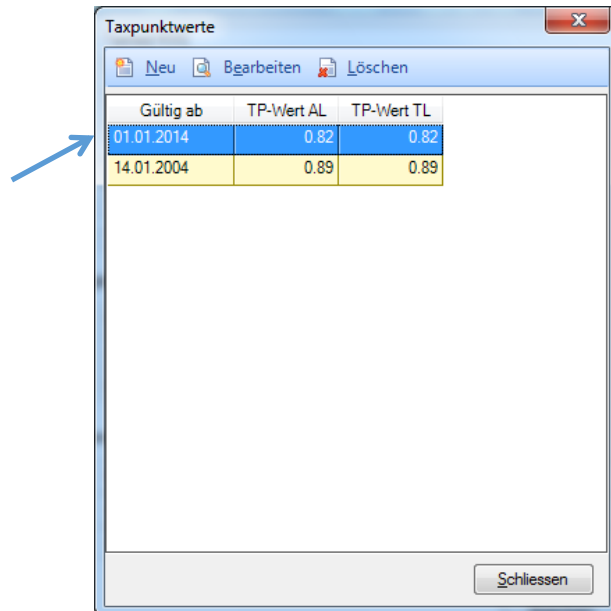 Taxpunktwerte
Neu Bearbeiten Löschen
Gültig ab TP-Wert AL TP-Wert TL
01.01.2014 0.82 0.82
14.01.2004 0.89 0.89
Schliessen